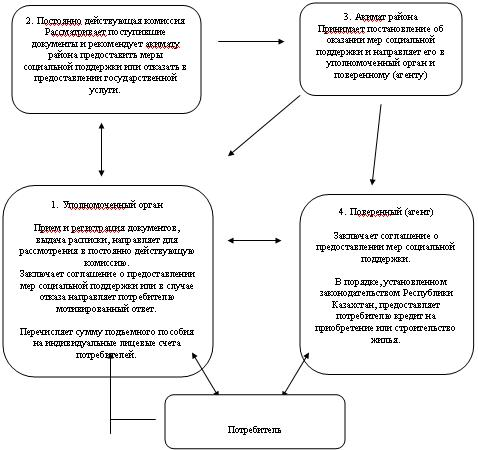 2. Постоянно действующая комиссия
Рассматривает поступившие
документы и рекомендует акимату
района предоставить меры
социальной поддержки или отказать в
предоставлении государственной
услуги.
3. Акимат района
Принимает постановление об
оказании мер социальной
поддержки и направляет его в
уполномоченный орган и
поверенному (агенту)
1. Уполномоченный орган
Прием и регистрация документов,
выдача расписки, направляет для
рассмотрения в постоянно действующую
комиссию.
Заключает соглашение о предоставлении
мер социальной поддержки или в случае
отказа направляет потребителю
мотивированный ответ.
Перечисляет сумму подъемного пособия
на индивидуальные лицевые счета
потребителей.
4. Поверенный (агент)
Заключает соглашение о
предоставлении мер социальной
поддержки.
В порядке, установленном
законодательством Республики
Казахстан, предоставляет
потребителю кредит на
приобретение или строительство
жилья.
Потребитель